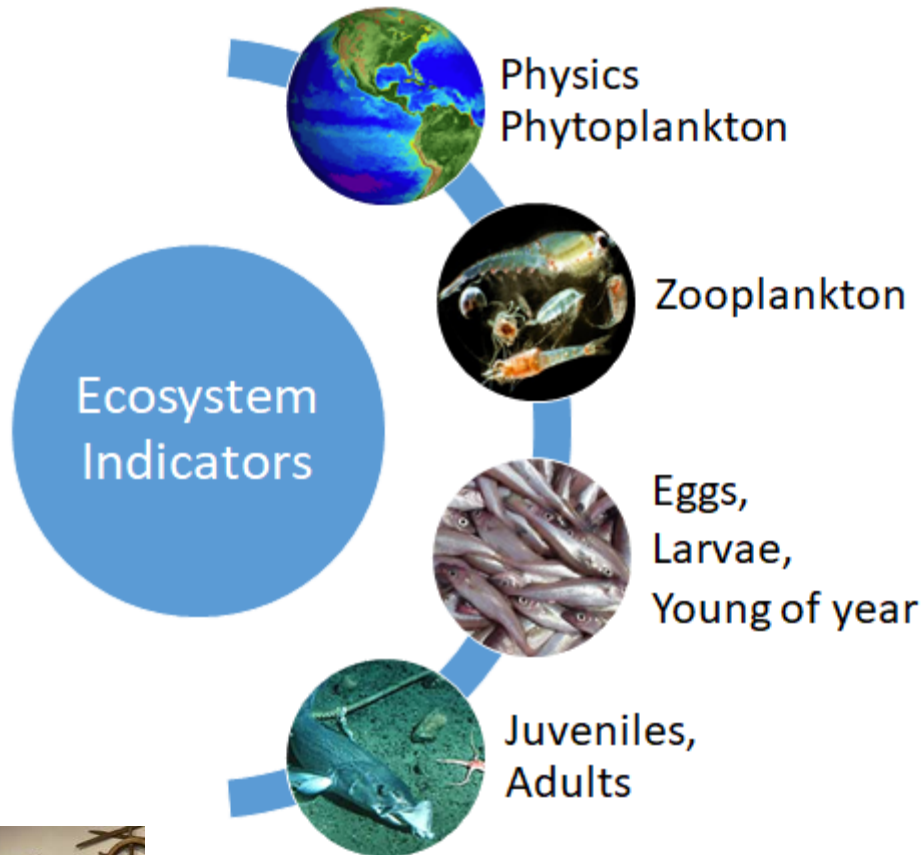 Physics
Phytoplankton
Zooplankton
Ecosystem
Indicators
Eggs,
Larvae,
Young of year
Juveniles,
Adults